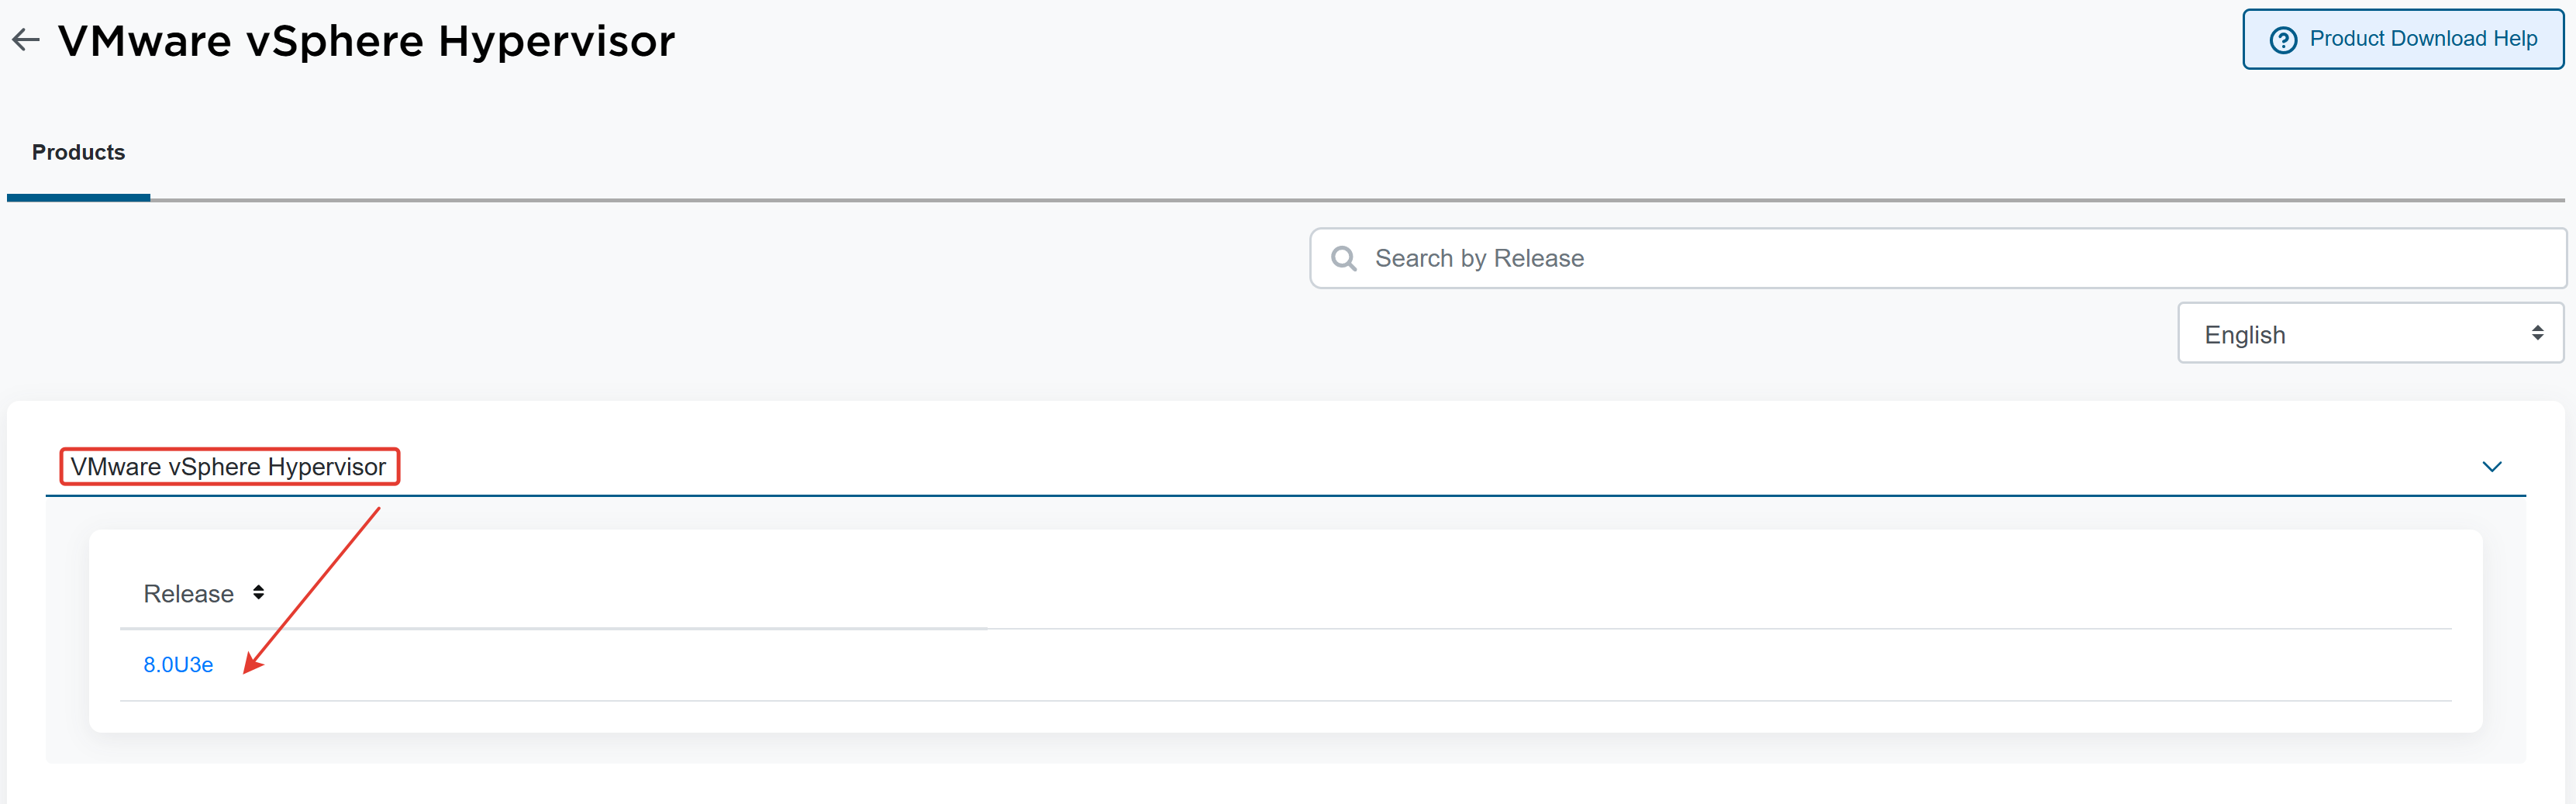 VMware vSphere Hypervisor
Product Download Help
Products
Search by Release
English
VMware vSphere Hypervisor
Release
8.0U3e